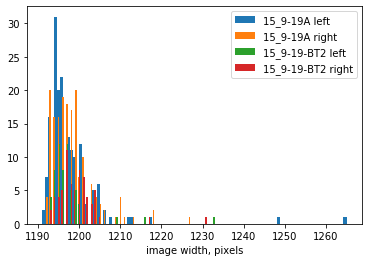 15_9-19A left
15_9-19A right
15_9-19-BT2 left
15_9-19-BT2 right
30
25
20
15
10
5
0
1190 1200 1210 1220 1230 1240 1250 1260
image width, pixels